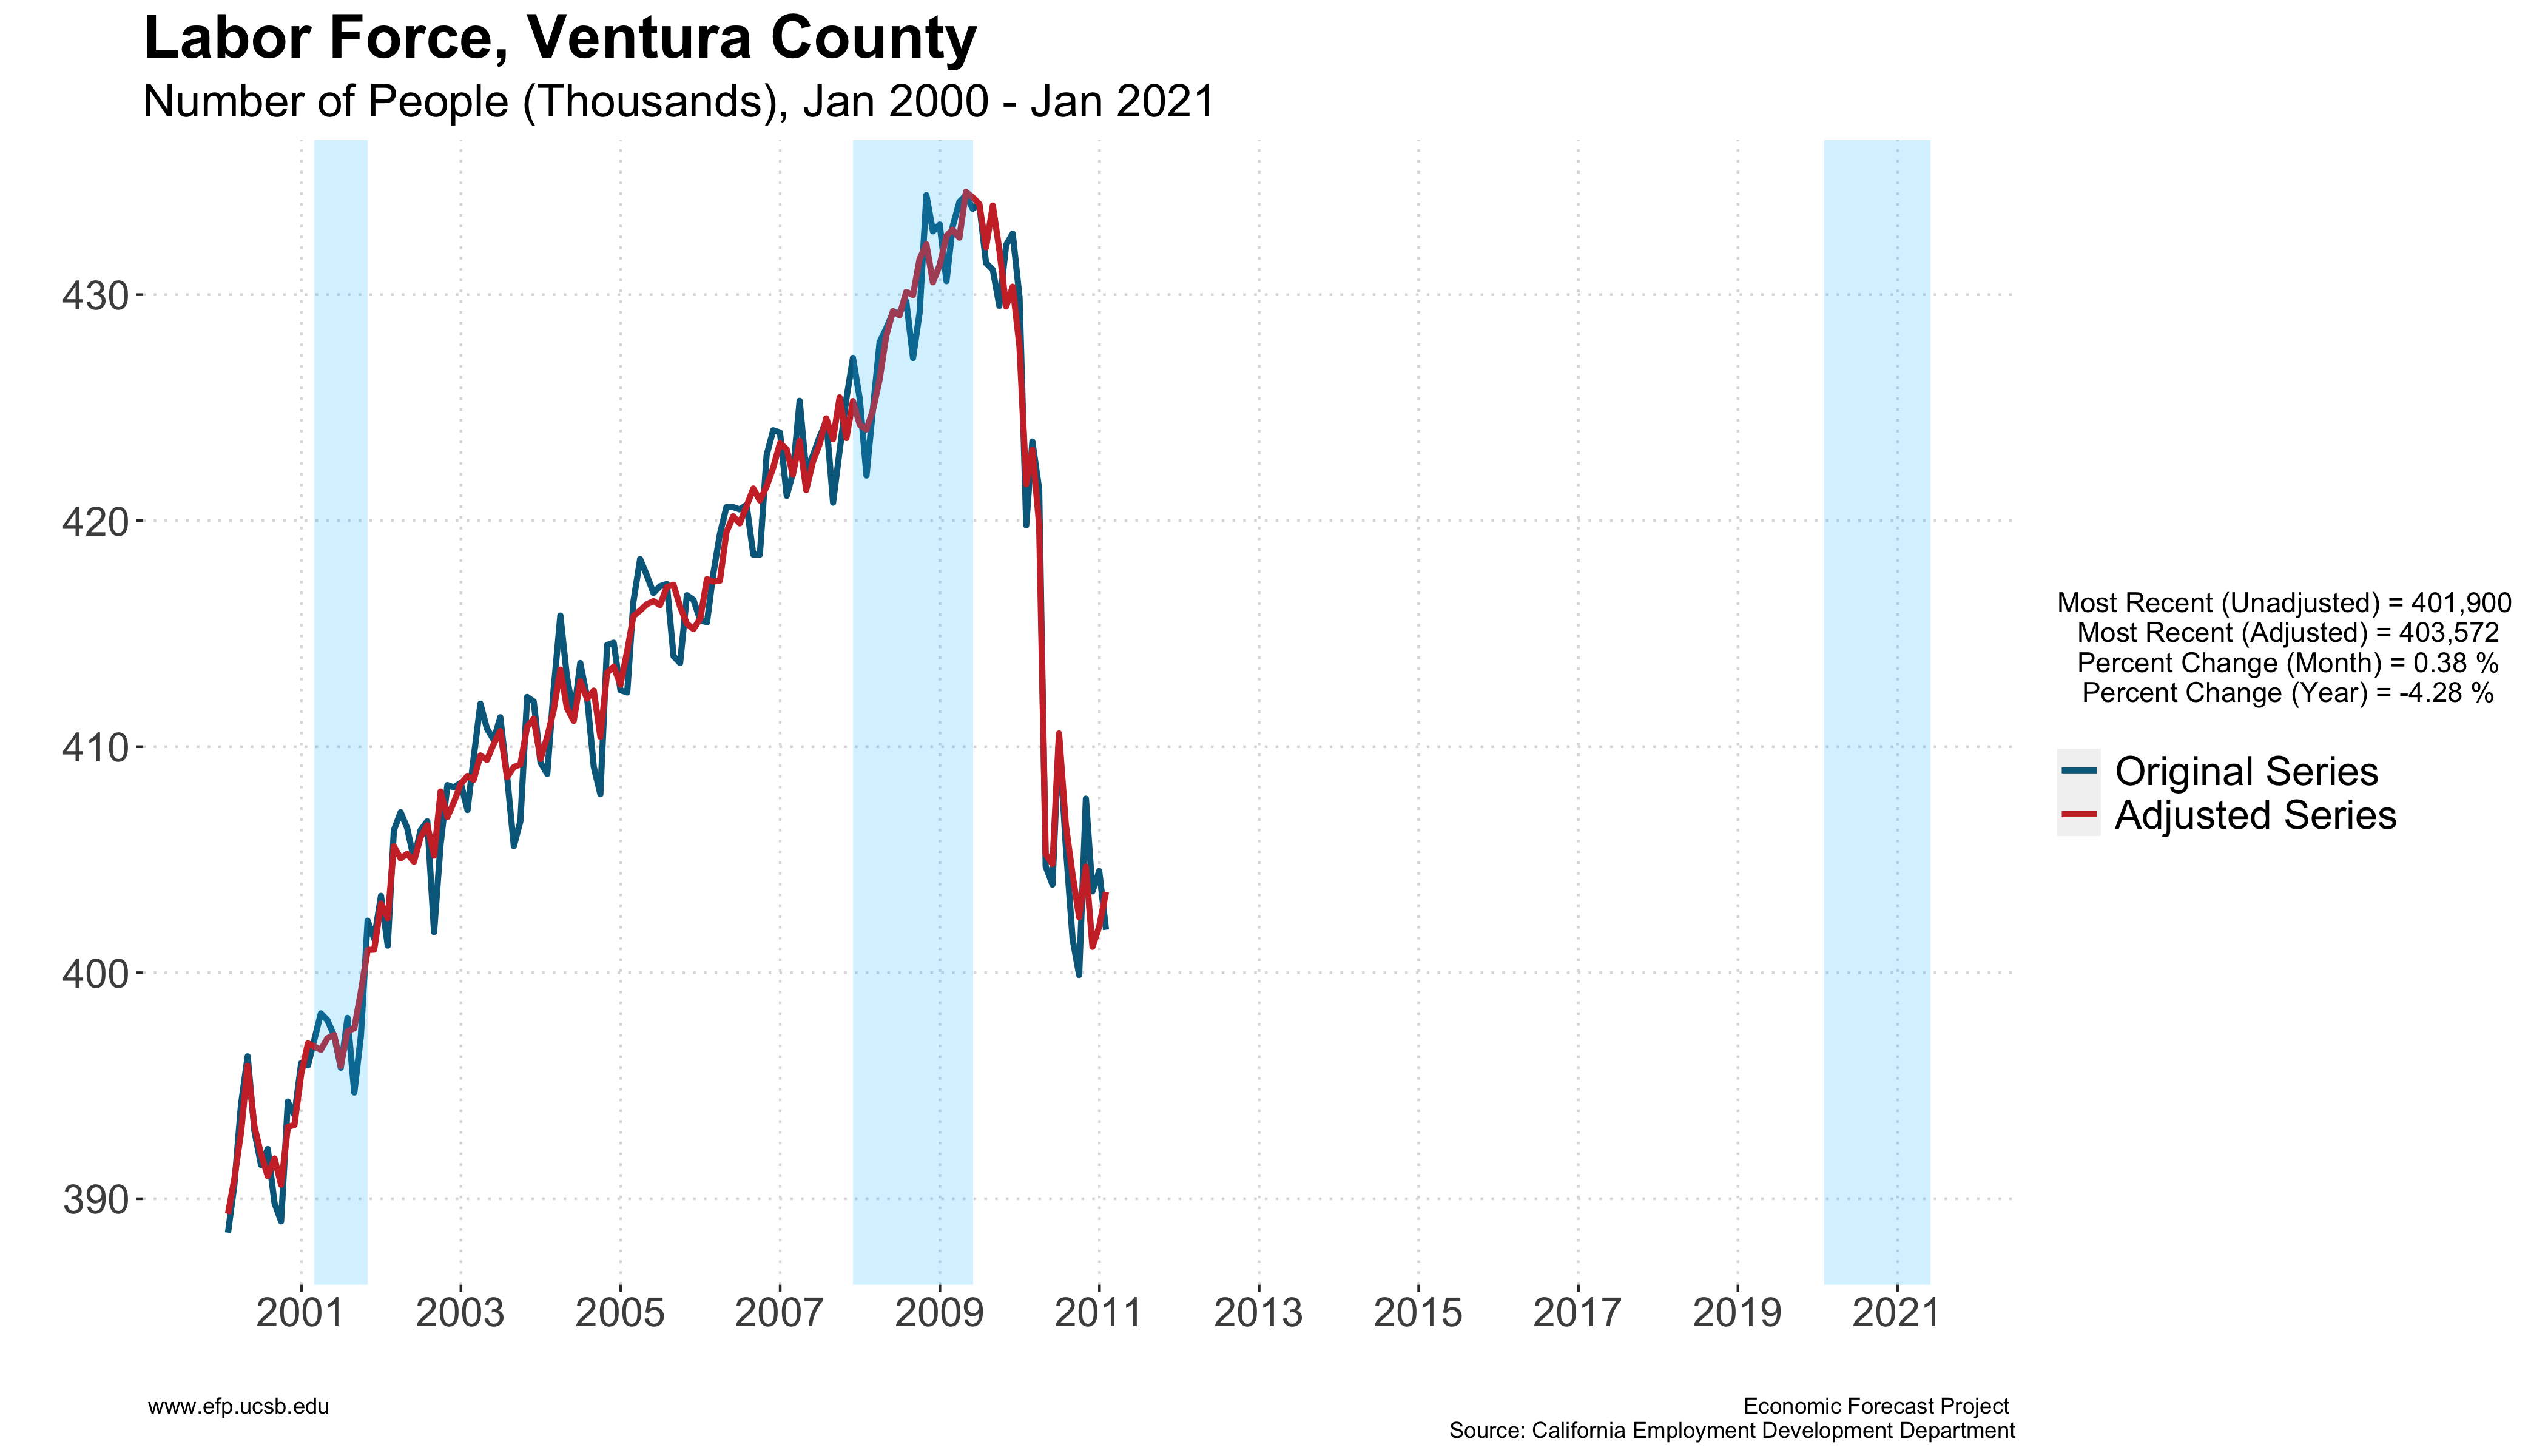 Labor Force, Ventura County
Number of People (Thousands), Jan 2000 - Jan 2021
430
420
410
400
390
2001 2003 2005 2007 2009 2011 2013 2015 2017 2019 2021
Most Recent (Unadjusted) = 401,900
Most Recent (Adjusted) = 403,572
Percent Change (Month) = 0.38 %
Percent Change (Year) = -4.28 %
Original Series
Adjusted Series
www.efp.ucsb.edu
Economic Forecast Project
Source: California Employment Development Department